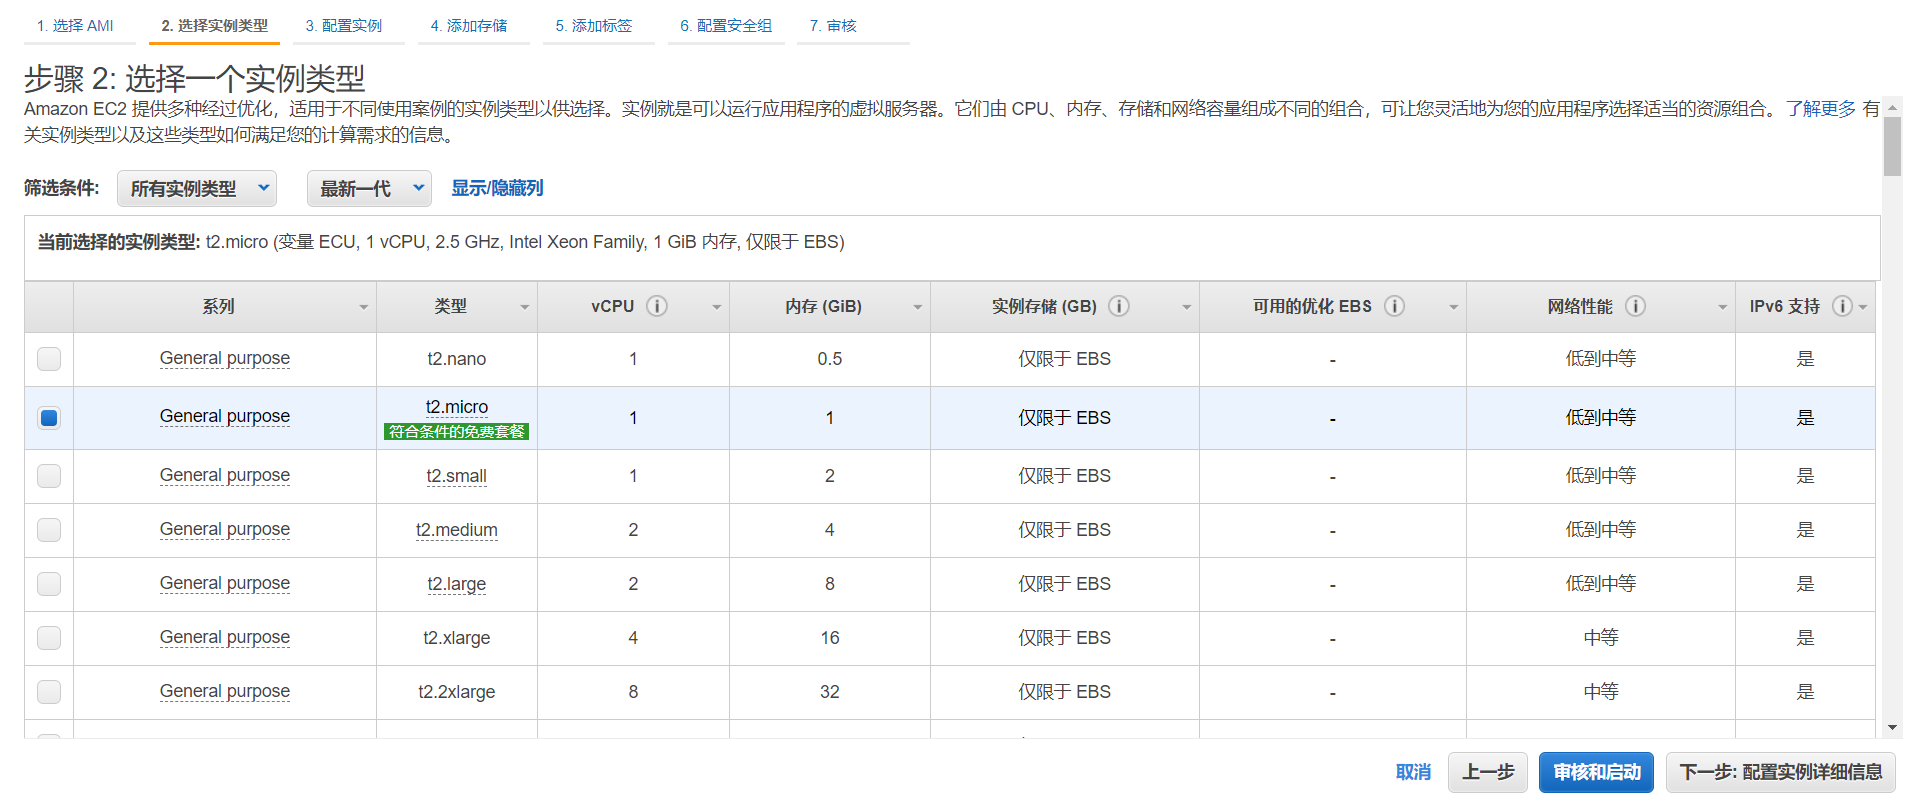 1. 选择 AMI 2. 选择实例类型 3. 配置实例 4. 添加存储 5. 添加标签 6. 配置安全组 7. 审核
步骤 2: 选择一个实例类型
Amazon EC2 提供多种经过优化，适用于不同使用案例的实例类型以供选择。实例就是可以运行应用程序的虚拟服务器。它们由 CPU、内存、存储和网络容量组成不同的组合，可让您灵活地为您的应用程序选择适当的资源组合。 了解更多 有
关实例类型以及这些类型如何满足您的计算需求的信息。
筛选条件: 所有实例类型 最新一代 显示/隐藏列
当前选择的实例类型: t2.micro (变量 ECU, 1 vCPU, 2.5 GHz, Intel Xeon Family, 1 GiB 内存, 仅限于 EBS)
系列 类型 vCPU 内存 (GiB) 实例存储 (GB) 可用的优化 EBS 网络性能 IPv6 支持
General purpose t2.nano 1 0.5 仅限于 EBS - 低到中等 是
General purpose t2.micro 1 1 仅限于 EBS - 低到中等 是
符合条件的免费套餐
General purpose t2.small 1 2 仅限于 EBS - 低到中等 是
General purpose t2.medium 2 4 仅限于 EBS - 低到中等 是
General purpose t2.large 2 8 仅限于 EBS - 低到中等 是
General purpose t2.xlarge 4 16 仅限于 EBS - 中等 是
General purpose t2.2xlarge 8 32 仅限于 EBS - 中等 是
取消 上一步 审核和启动 下一步: 配置实例详细信息